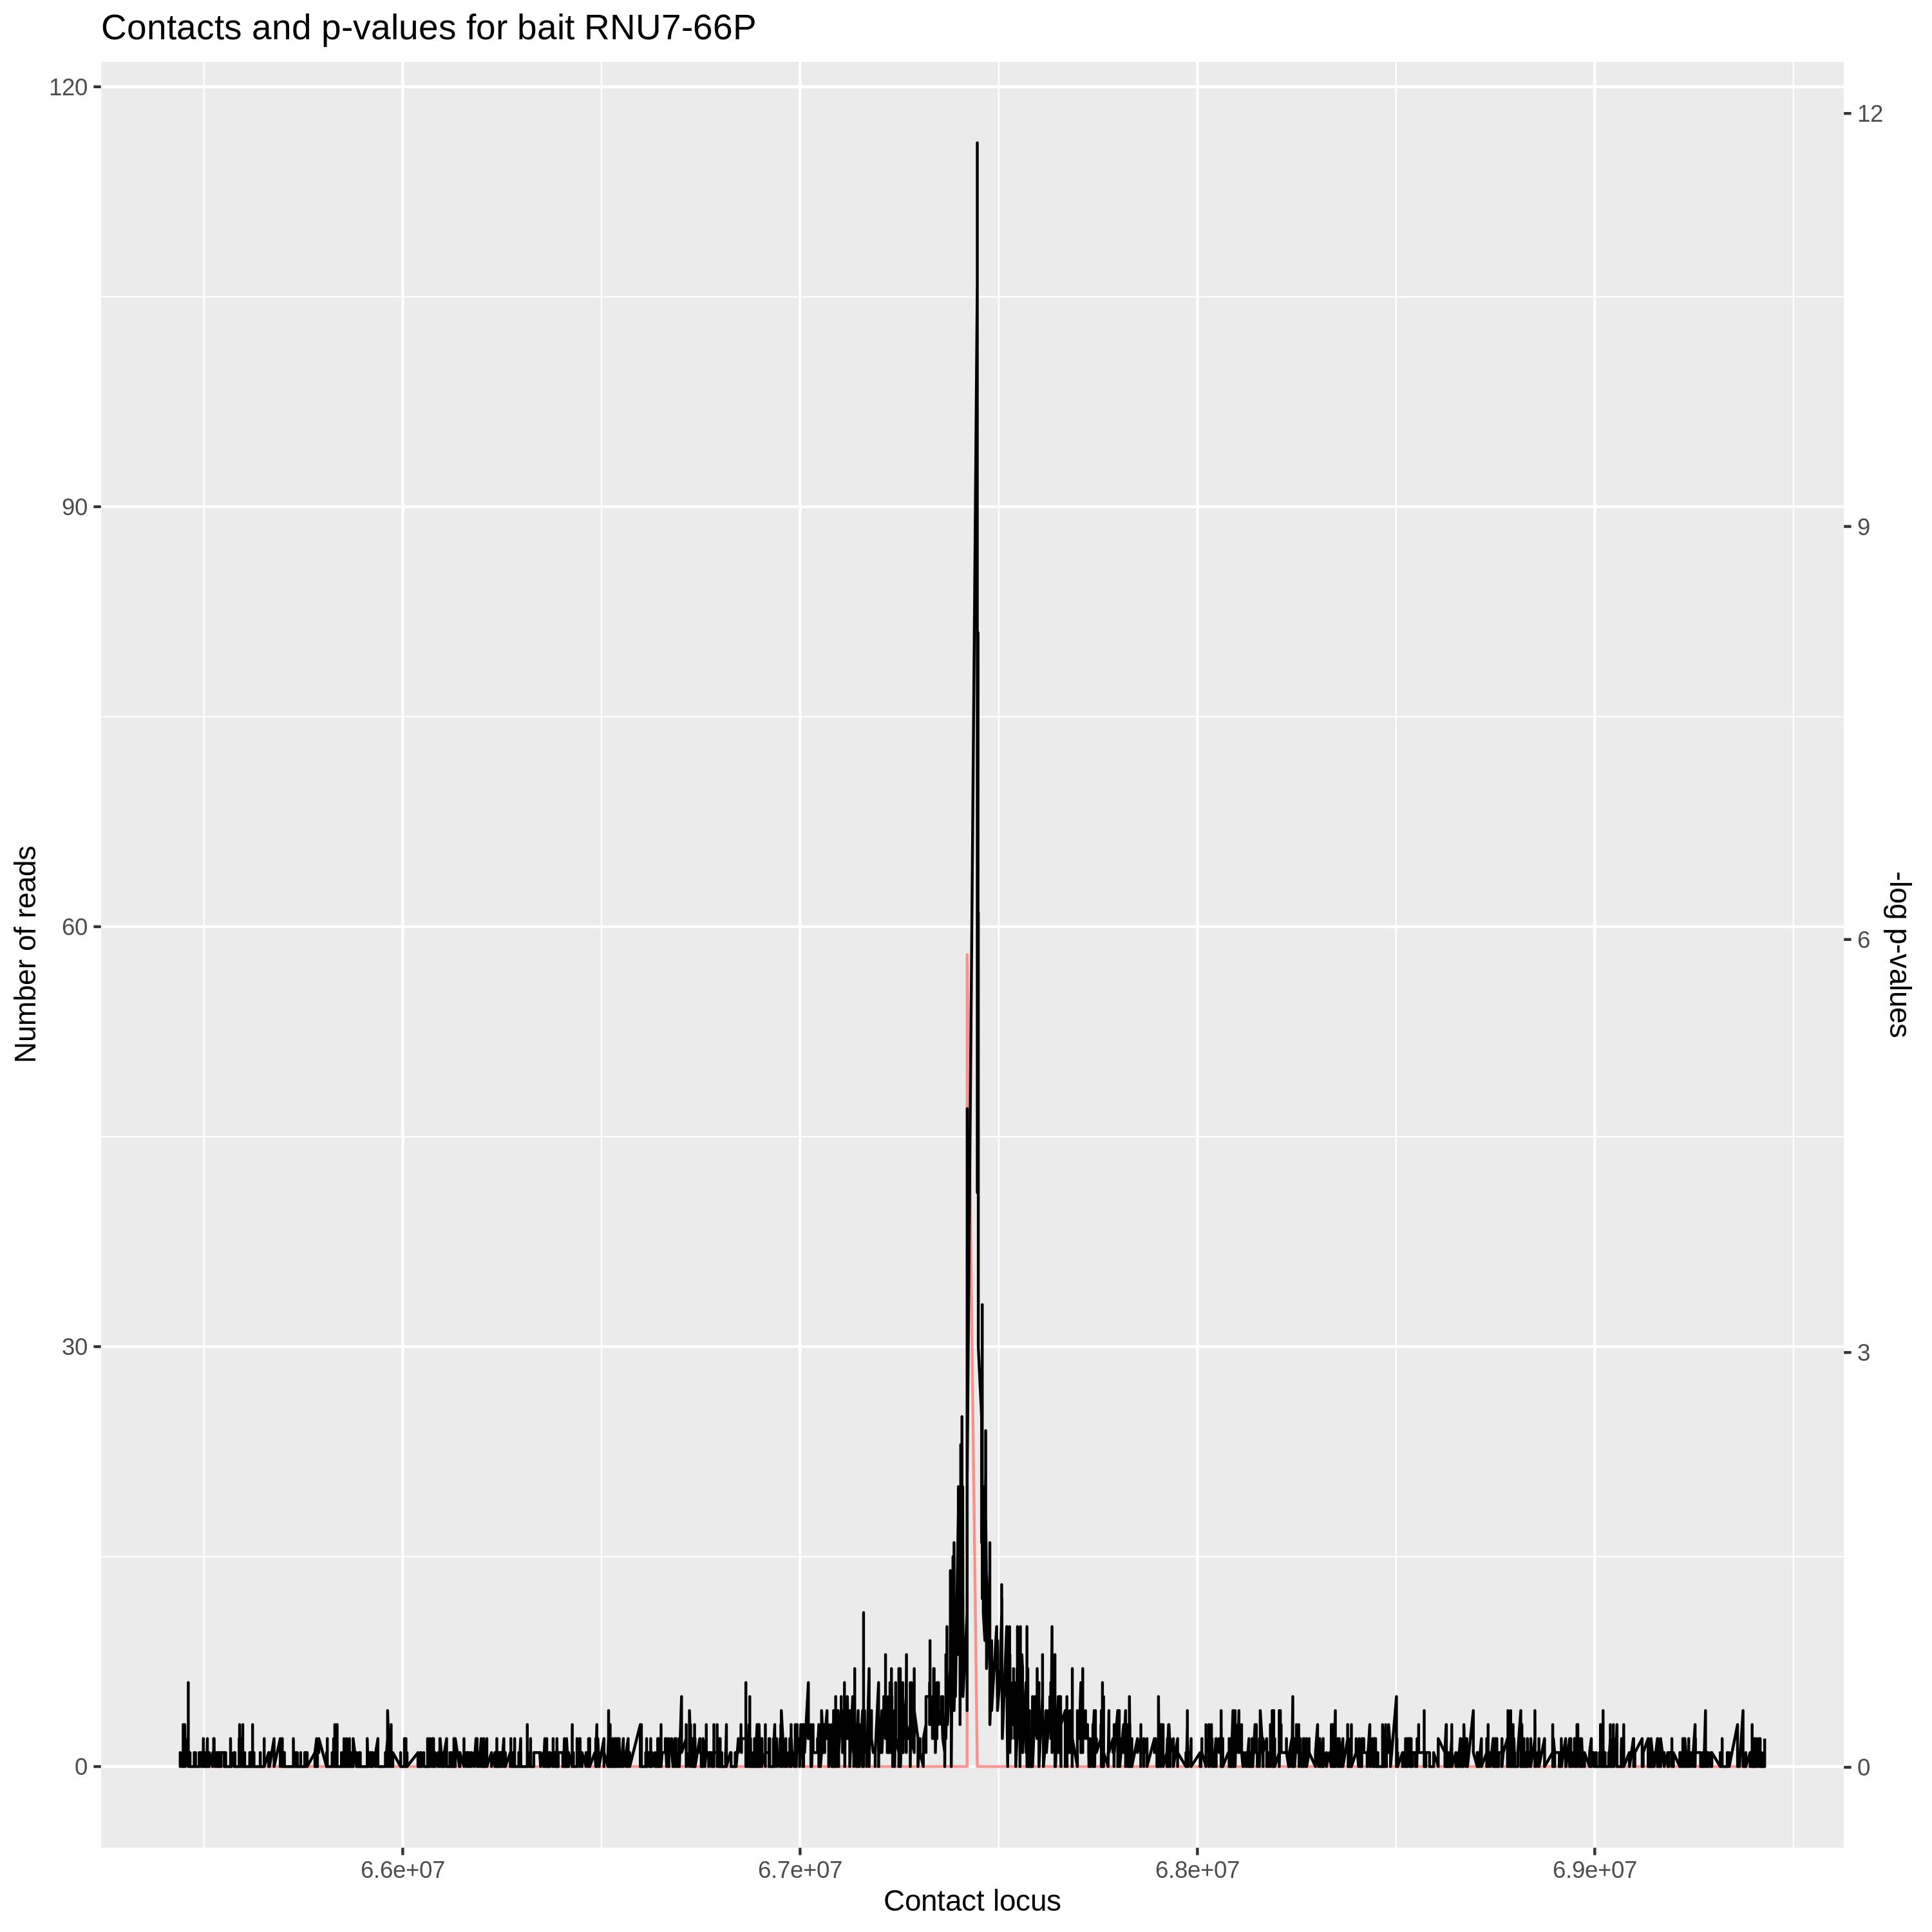 Contacts and p-values for bait RNU7-66P
120
90
60
30
0
Number of reads
12
9
6
3
0
-log p-values
6.6e+07 6.7e+07 6.8e+07 6.9e+07
Contact locus